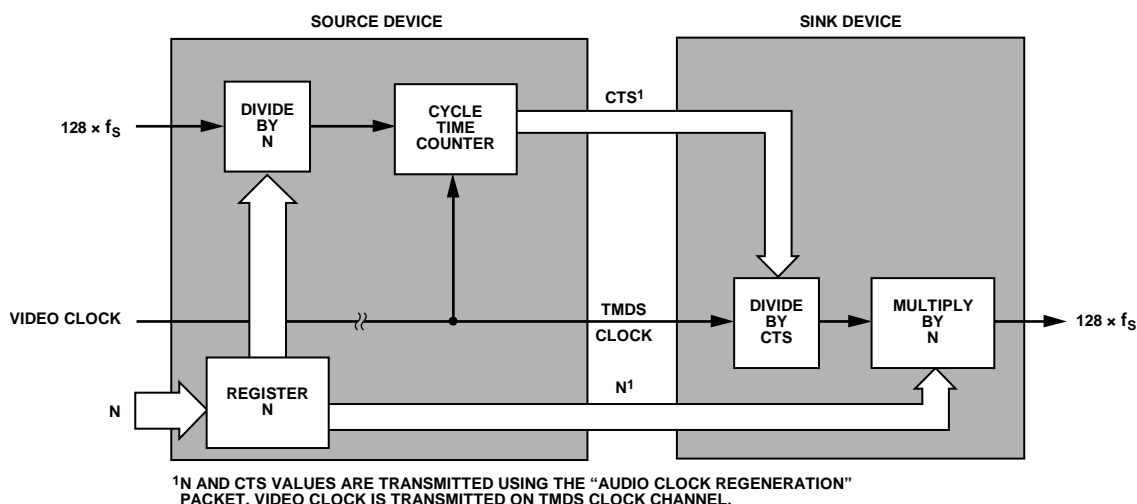 SOURCE DEVICE
SINK DEVICE
128 × fS
DIVIDE
BY
N
CYCLE
TIME
COUNTER
CTS¹
VIDEO CLOCK
TMDS
CLOCK
DIVIDE
BY
CTS
MULTIPLY
BY
N
128 × fS
N
REGISTER
N
N¹
¹N AND CTS VALUES ARE TRANSMITTED USING THE “AUDIO CLOCK REGENERATION”
PACKET. VIDEO CLOCK IS TRANSMITTED ON TMDS CLOCK CHANNEL.